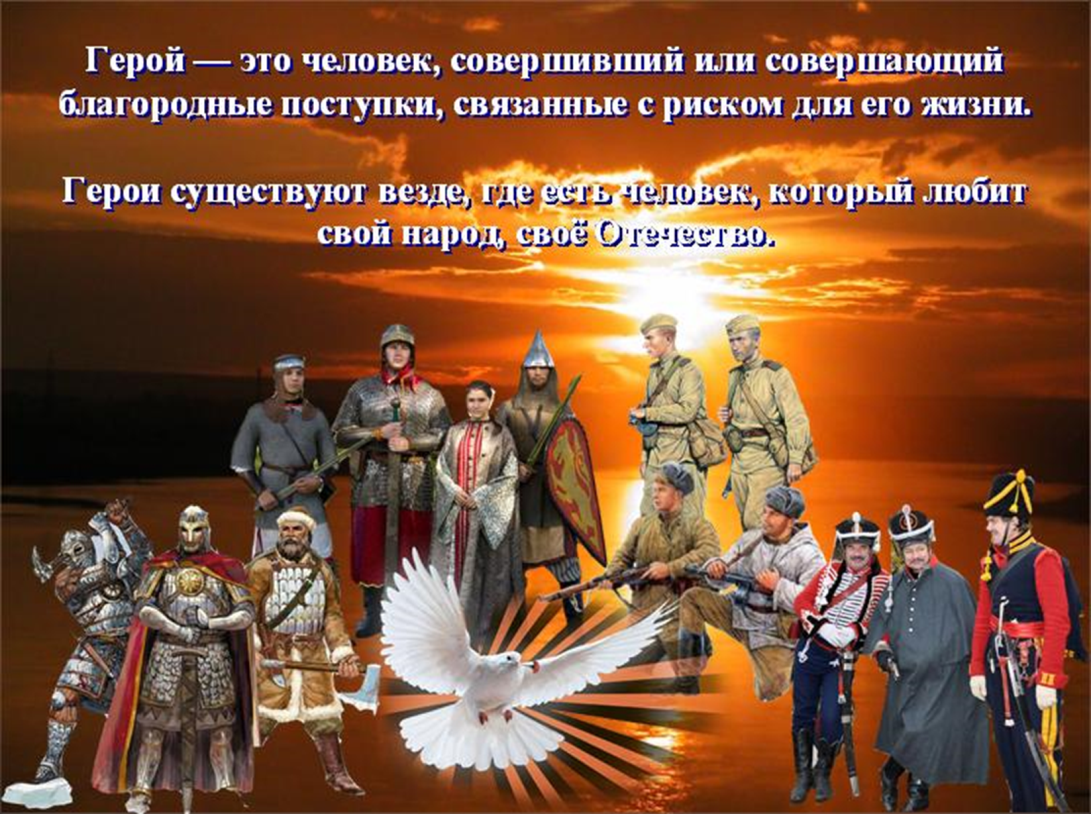 Герой — это человек, совершивший или совершающий
благородные поступки, связанные с риском для его жизни.
Герои существуют везде, где есть человек, который любит
свой народ, своё Отечество.